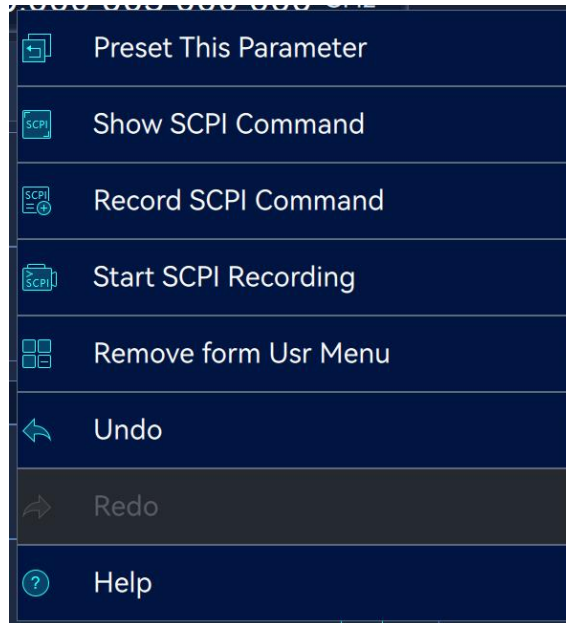 Preset This Parameter
SCPI
Show SCPI Command
SCPI
Record SCPI Command
SCPI
Start SCPI Recording
Remove form Usr Menu
Undo
Redo
?
Help